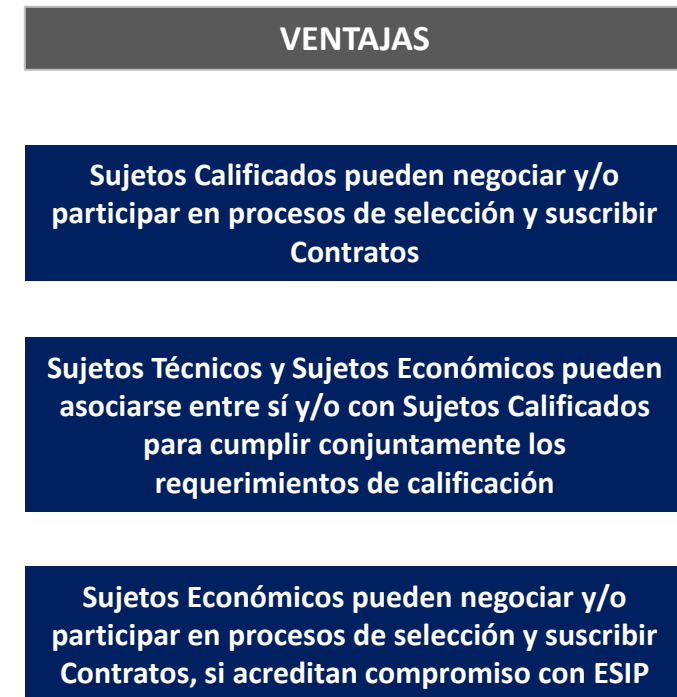 VENTAJAS
Sujetos Calificados pueden negociar y/o
participar en procesos de selección y suscribir
Contratos
Sujetos Técnicos y Sujetos Económicos pueden
asociarse entre sí y/o con Sujetos Calificados
para cumplir conjuntamente los
requerimientos de calificación
Sujetos Económicos pueden negociar y/o
participar en procesos de selección y suscribir
Contratos, si acreditan compromiso con ESIP